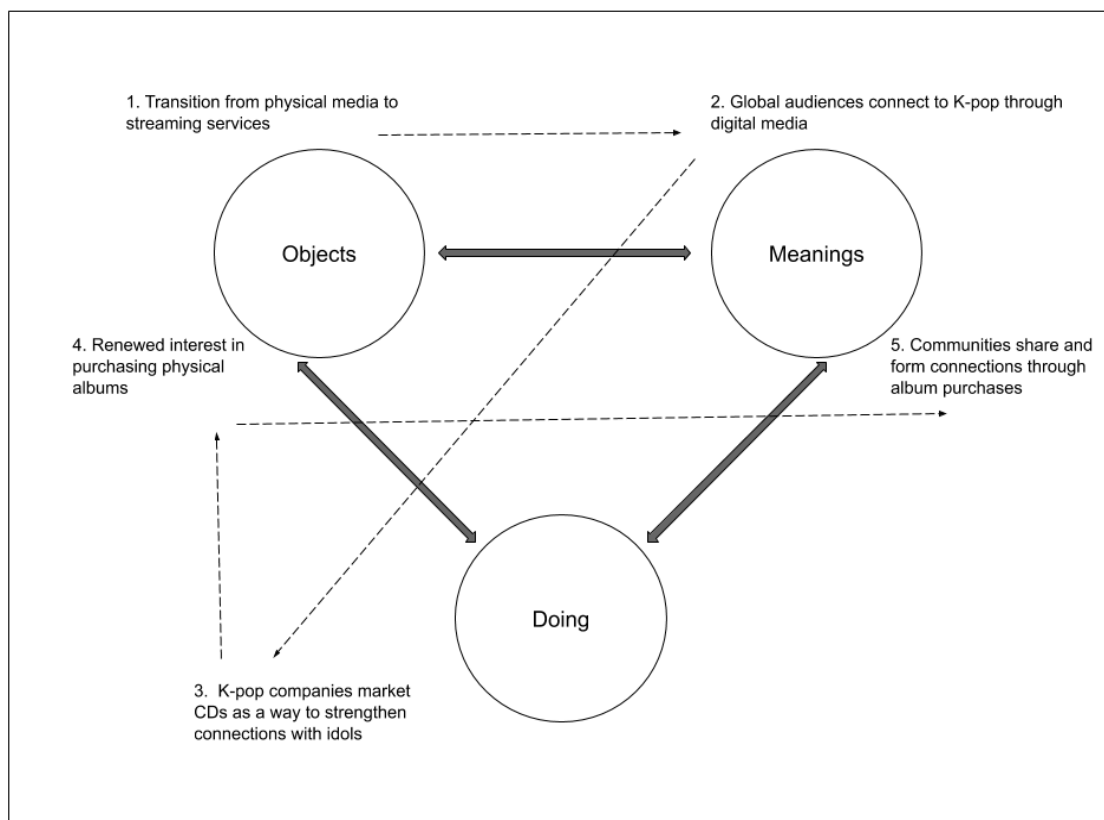 1. Transition from physical media to
streaming services
2. Global audiences connect to K-pop through
digital media
Objects
Meanings
4. Renewed interest in
purchasing physical
albums
5. Communities share and
form connections through
album purchases
Doing
3.  K-pop companies market
CDs as a way to strengthen
connections with idols